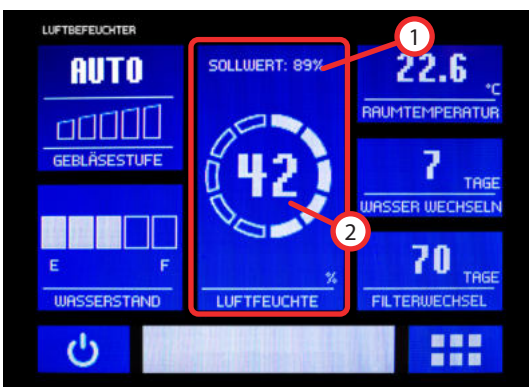 LUFTBEFEUCHTER
AUTO
GEBLÄSESTUFE
E F
WASSERSTAND
SOLLWERT: 89%
42
%
LUFTFEUCHTE
22.6 °C
RAUMTEMPERATUR
7 TAGE
WASSER WECHSELN
70 TAGE
FILTERWECHSEL
1
2